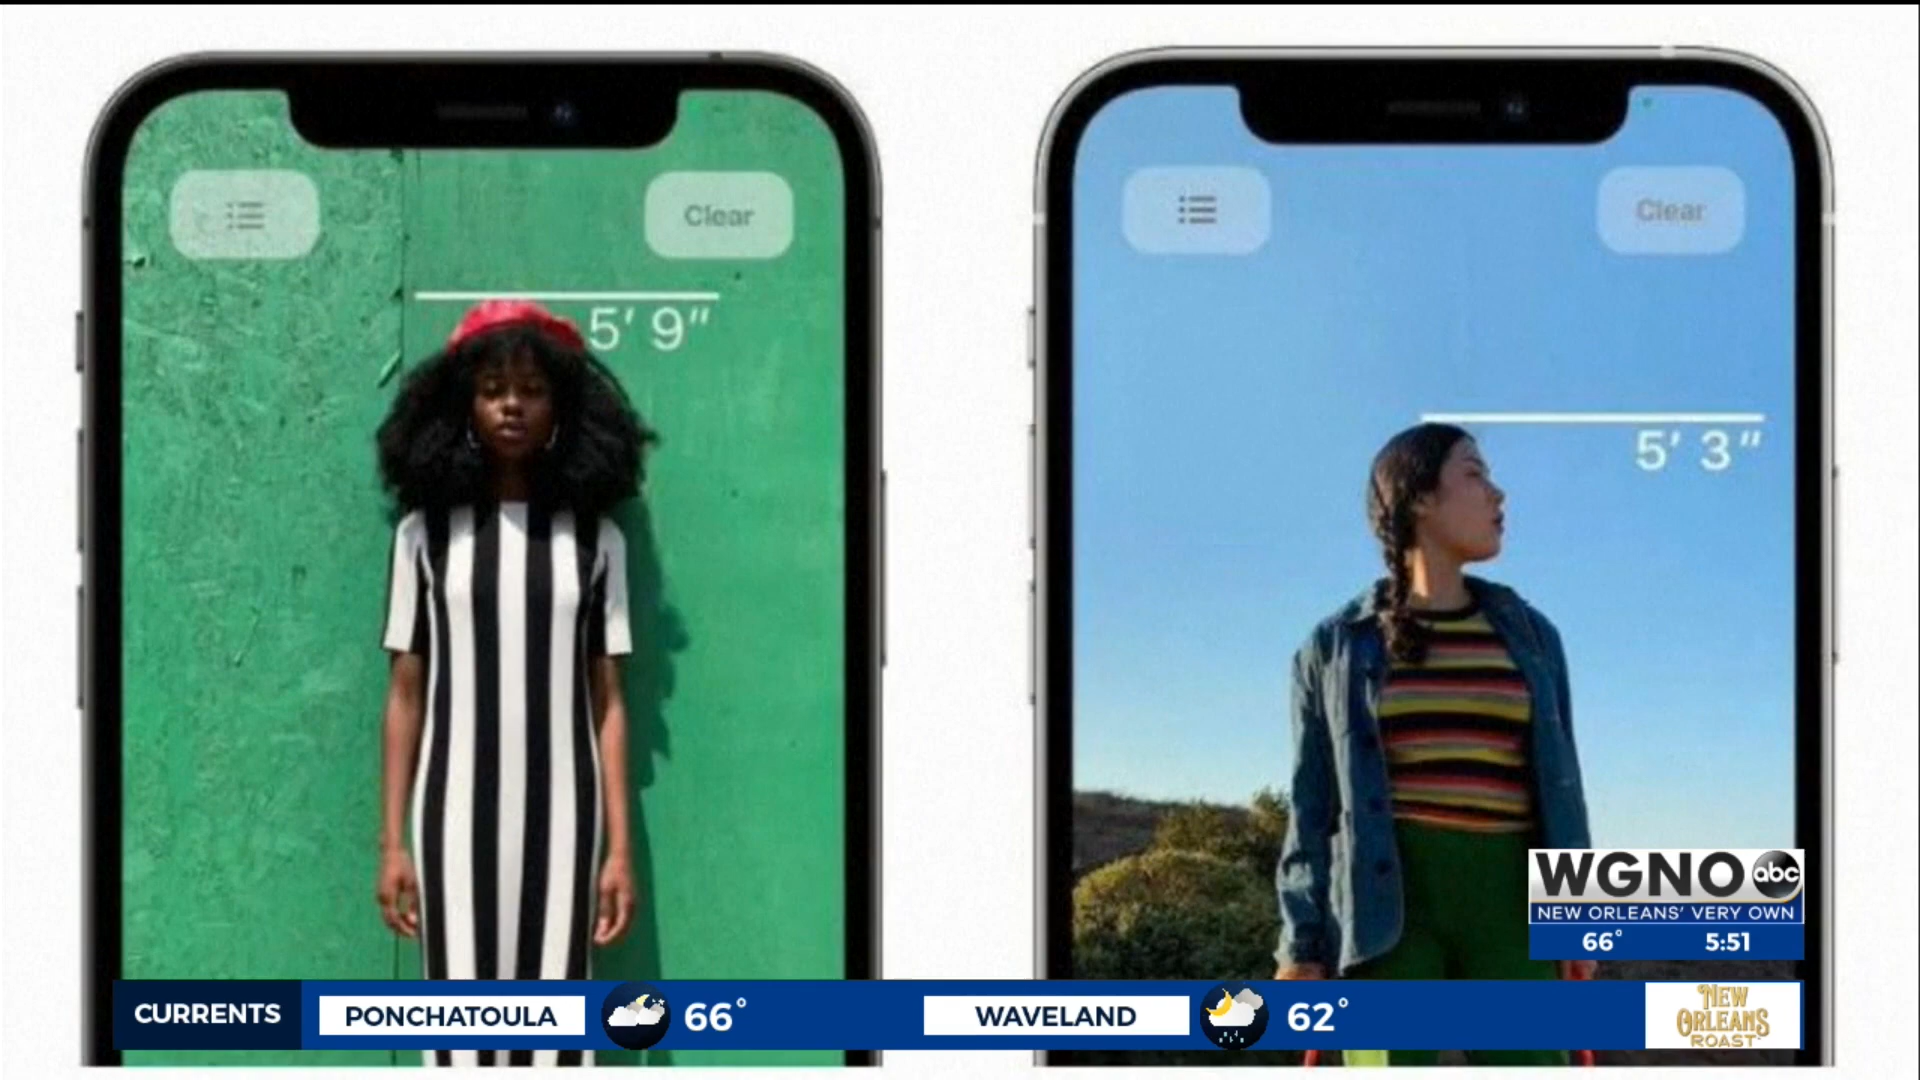 Clear
5' 9"
Clear
5' 3"
WGNO abc
NEW ORLEANS' VERY OWN
66° 5:51
CURRENTS PONCHATOULA 66° WAVELAND 62°
NEW
ORLEANS
ROAST